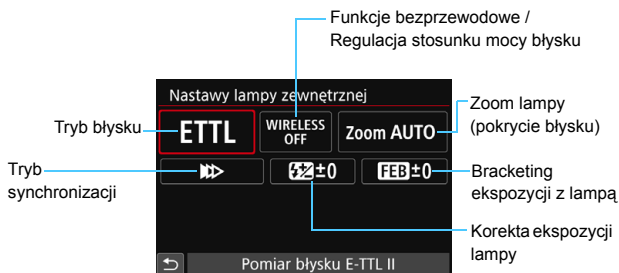 Funkcje bezprzewodowe /
Regulacja stosunku mocy błysku
Nastawy lampy zewnętrznej
Tryb błysku
ETTL
WIRELESS
OFF
Zoom AUTO
Zoom lampy
(pokrycie błysku)
Tryb
synchronizacji
±0
FEB±0
Bracketing
ekspozycji z lampą
Korekta ekspozycji
lampy
Pomiar błysku E-TTL II